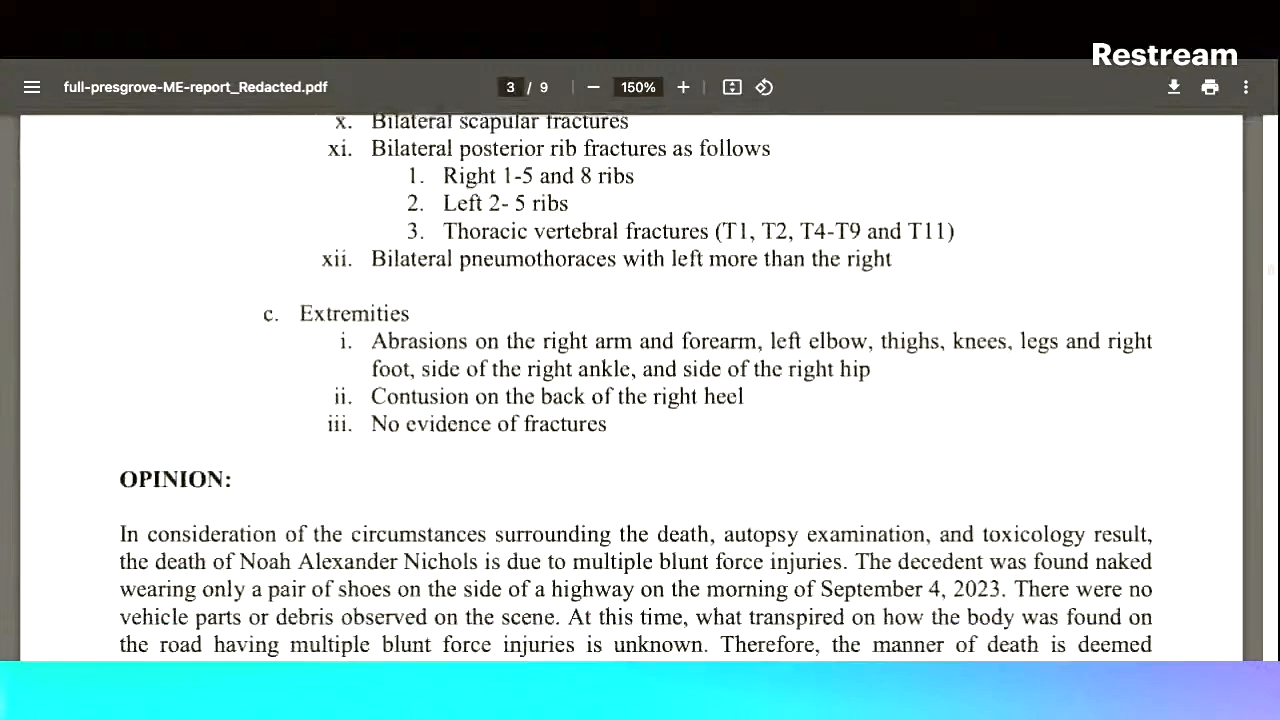 Restream
full-presgrove-ME-report_Redacted.pdf 3 / 9 150%
x. Bilateral scapular fractures
xi. Bilateral posterior rib fractures as follows
1. Right 1-5 and 8 ribs
2. Left 2- 5 ribs
3. Thoracic vertebral fractures (T1, T2, T4-T9 and T11)
xii. Bilateral pneumothoraces with left more than the right
c. Extremities
i. Abrasions on the right arm and forearm, left elbow, thighs, knees, legs and right
foot, side of the right ankle, and side of the right hip
ii. Contusion on the back of the right heel
iii. No evidence of fractures
OPINION:
In consideration of the circumstances surrounding the death, autopsy examination, and toxicology result,
the death of Noah Alexander Nichols is due to multiple blunt force injuries. The decedent was found naked
wearing only a pair of shoes on the side of a highway on the morning of September 4, 2023. There were no
vehicle parts or debris observed on the scene. At this time, what transpired on how the body was found on
the road having multiple blunt force injuries is unknown. Therefore, the manner of death is deemed